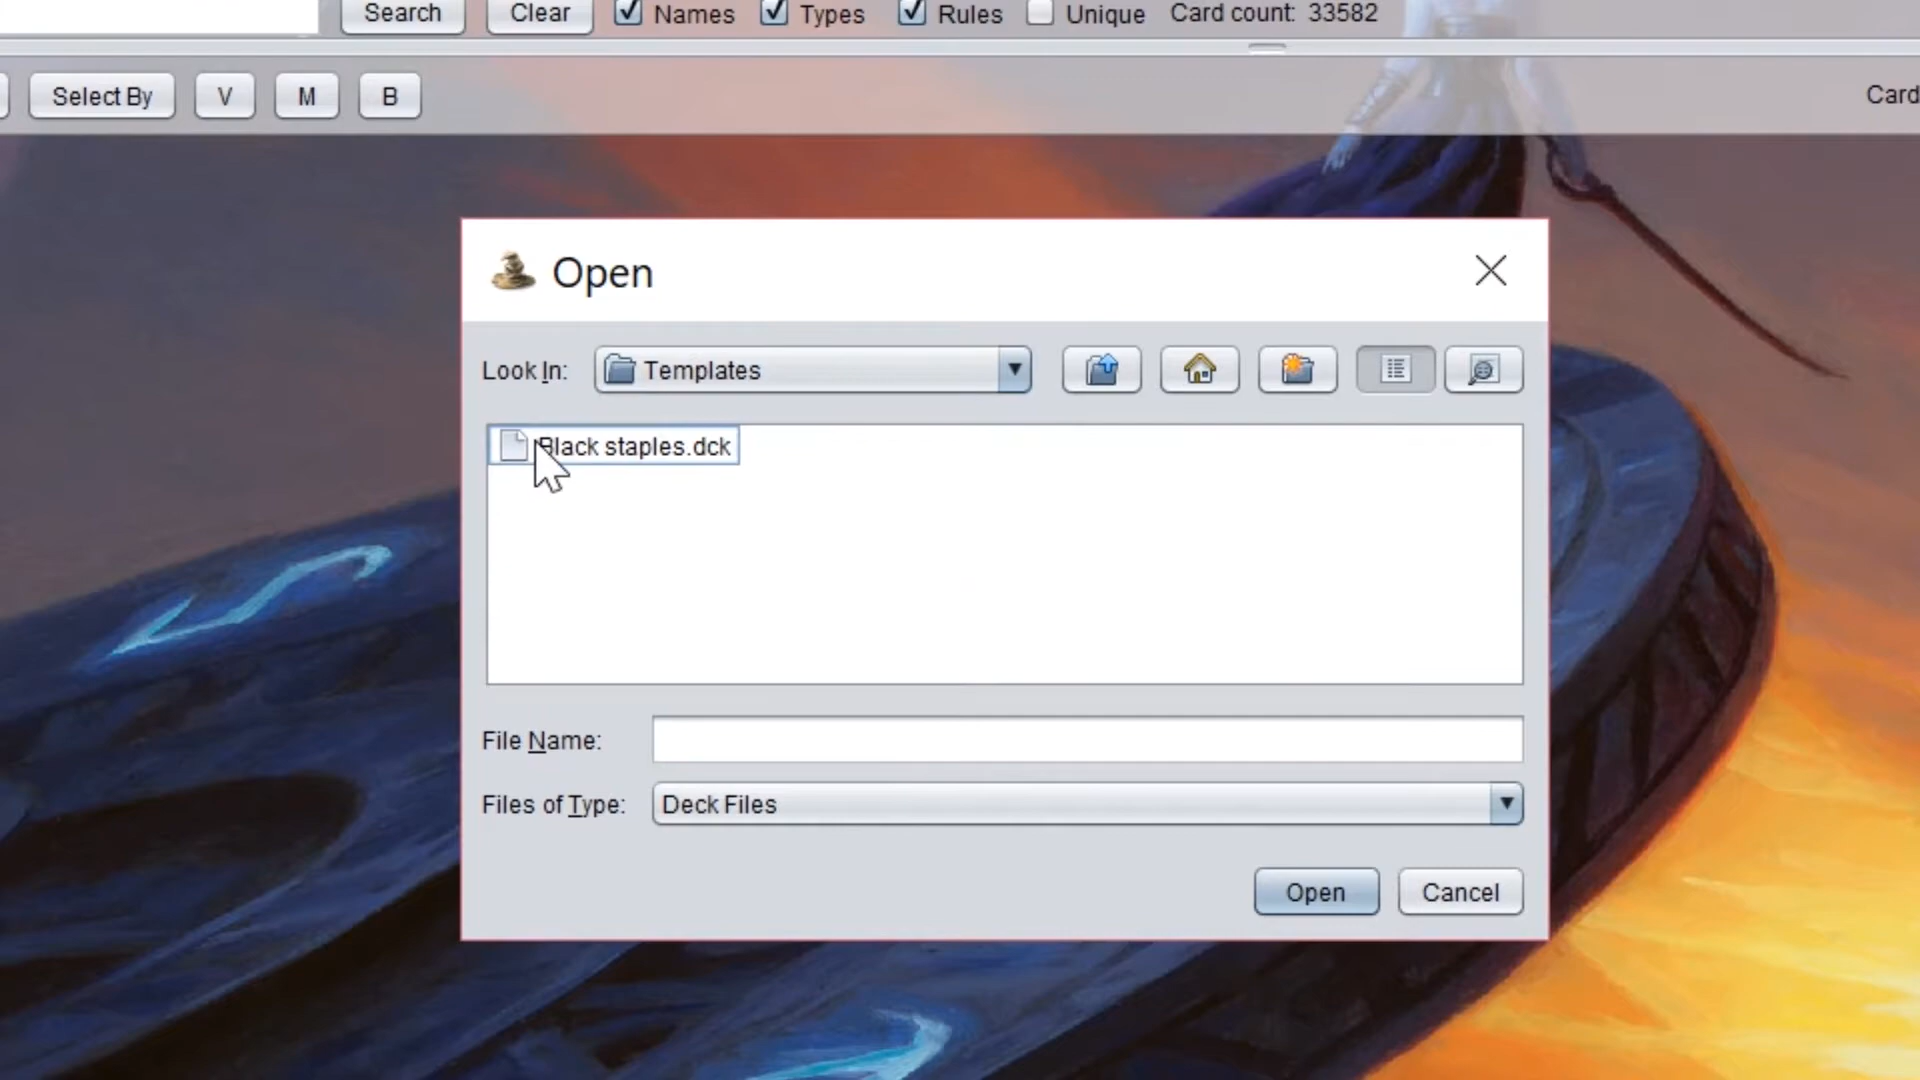 Search Clear Names Types Rules Unique Card count: 33582
Select By V M B Card
Open
Look In: Templates
Black staples.dck
File Name:
Files of Type: Deck Files
Open Cancel